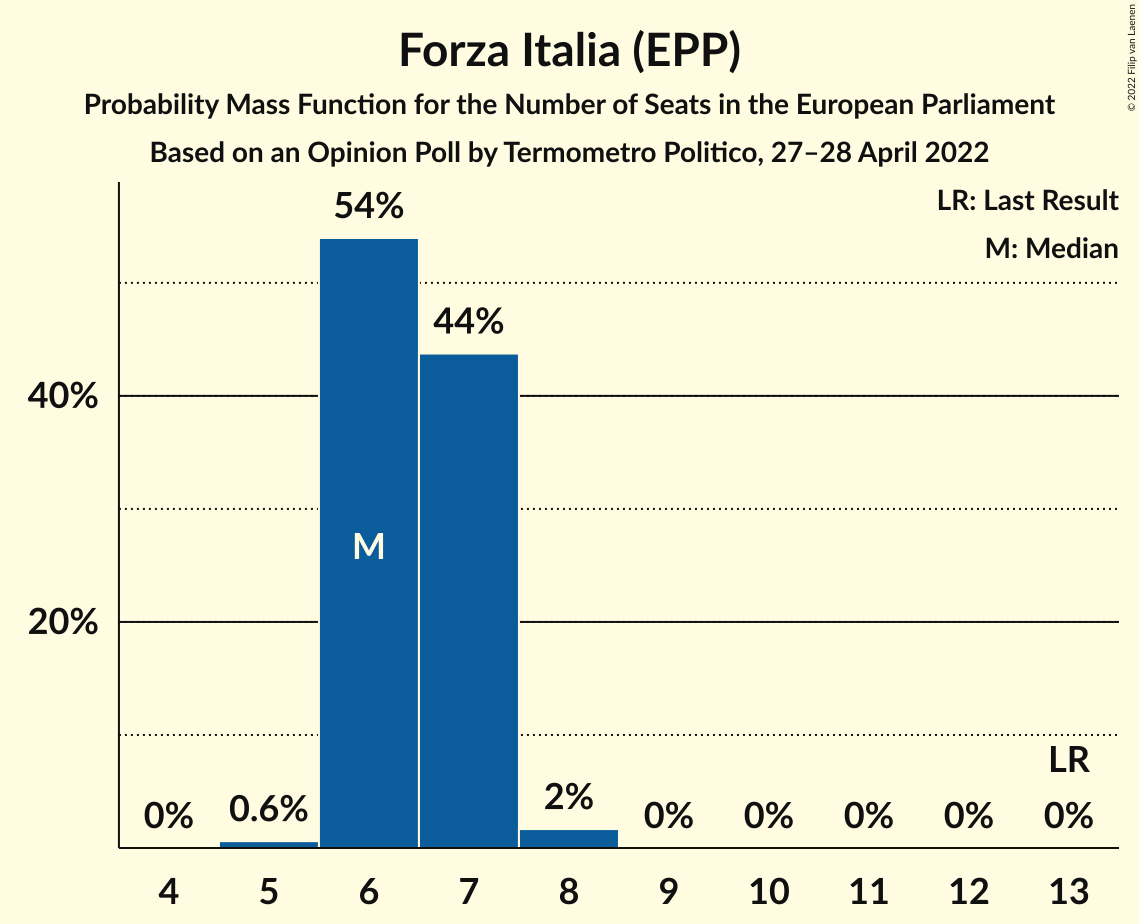 Forza Italia (EPP)
Probability Mass Function for the Number of Seats in the European Parliament
Based on an Opinion Poll by Termometro Politico, 27–28 April 2022
© 2022 Filip van Laenen
LR: Last Result
M: Median
54%
44%
40%
M
20%
LR
0% 0.6% 2% 0% 0% 0% 0% 0%
4 5 6 7 8 9 10 11 12 13